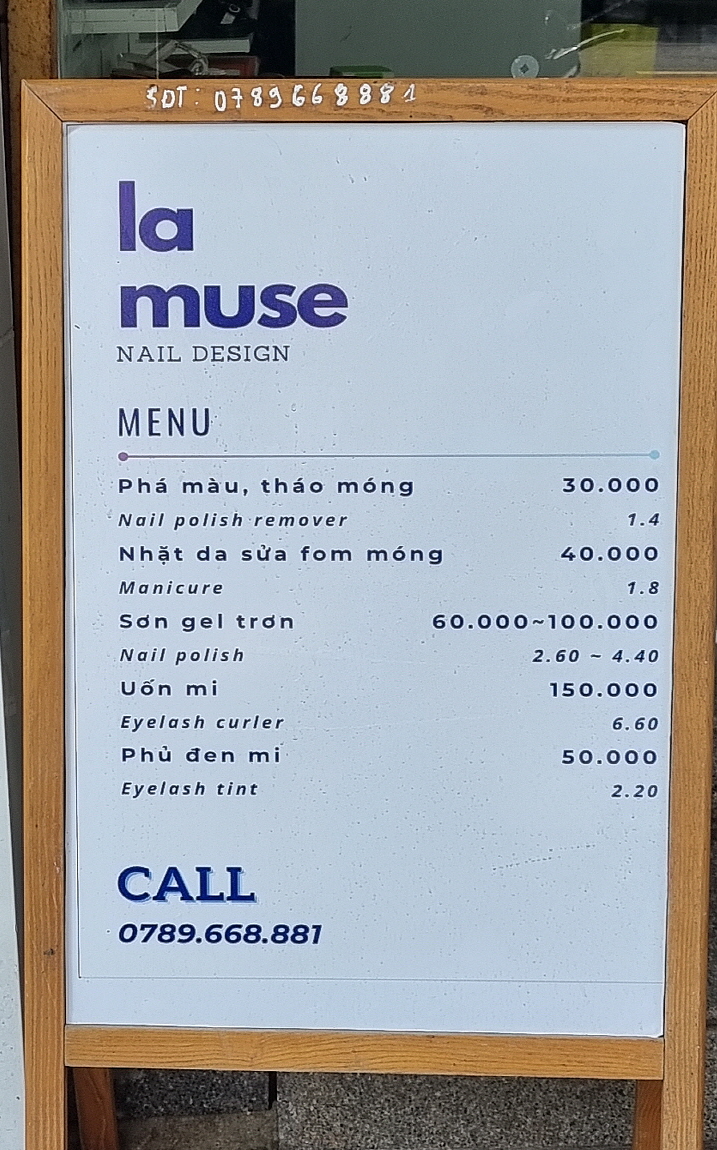 SDT: 0789668881
la
muse
NAIL DESIGN
MENU
Phá màu, tháo móng 30.000
Nail polish remover 1.4
Nhặt da sửa fom móng 40.000
Manicure 1.8
Sơn gel trơn 60.000~100.000
Nail polish 2.60 ~ 4.40
Uốn mi 150.000
Eyelash curler 6.60
Phủ đen mi 50.000
Eyelash tint 2.20
CALL
0789.668.881